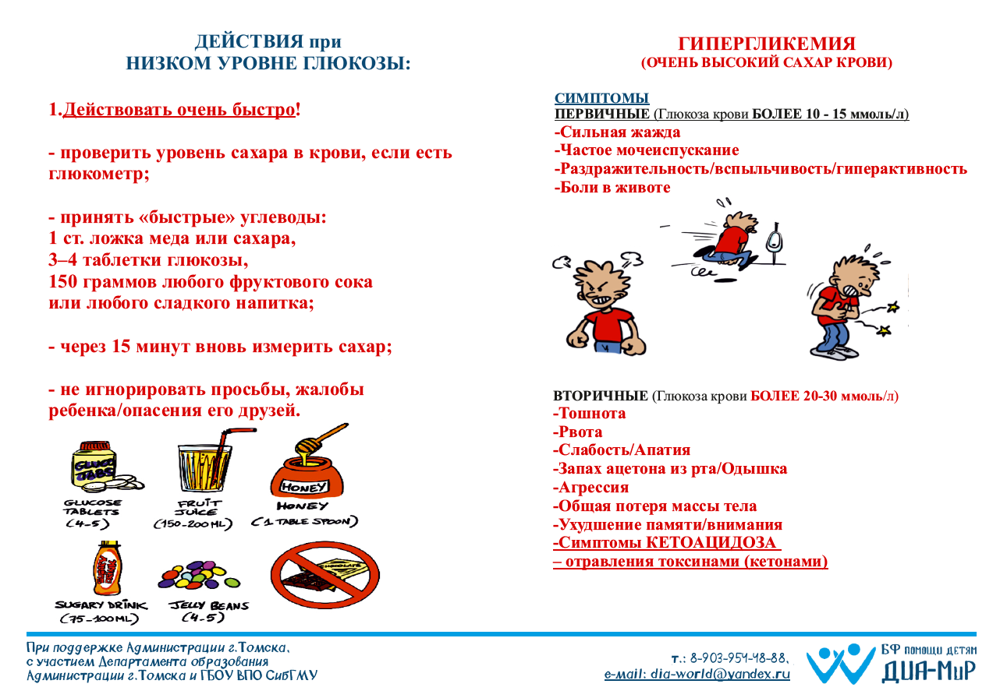 ДЕЙСТВИЯ при
НИЗКОМ УРОВНЕ ГЛЮКОЗЫ:
1.Действовать очень быстро!
- проверить уровень сахара в крови, если есть
глюкометр;
- принять «быстрые» углеводы:
1 ст. ложка меда или сахара,
3–4 таблетки глюкозы,
150 граммов любого фруктового сока
или любого сладкого напитка;
- через 15 минут вновь измерить сахар;
- не игнорировать просьбы, жалобы
ребенка/опасения его друзей.
GLUCO
TABS
GLUCOSE
TABLETS
(4-5)
FRUIT
JUICE
(150-200ML)
HONEY
HONEY
(1 TABLE SPOON)
SUGARY DRINK
(75-100ML)
JELLY BEANS
(4-5)
CHOCOLATE
ГИПЕРГЛИКЕМИЯ
(ОЧЕНЬ ВЫСОКИЙ САХАР КРОВИ)
СИМПТОМЫ
ПЕРВИЧНЫЕ (Глюкоза крови БОЛЕЕ 10 - 15 ммоль/л)
-Сильная жажда
-Частое мочеиспускание
-Раздражительность/вспыльчивость/гиперактивность
-Боли в животе
ВТОРИЧНЫЕ (Глюкоза крови БОЛЕЕ 20-30 ммоль/л)
-Тошнота
-Рвота
-Слабость/Апатия
-Запах ацетона из рта/Одышка
-Агрессия
-Общая потеря массы тела
-Ухудшение памяти/внимания
-Симптомы КЕТОАЦИДОЗА
– отравления токсинами (кетонами)
При поддержке Администрации г.Томска,
с участием Департамента образования
Администрации г.Томска и ГБОУ ВПО СибГМУ
т.: 8-903-954-48-88,
e-mail: dia-world@yandex.ru
БФ ПОМОЩИ ДЕТЯМ
ДИА-МиР